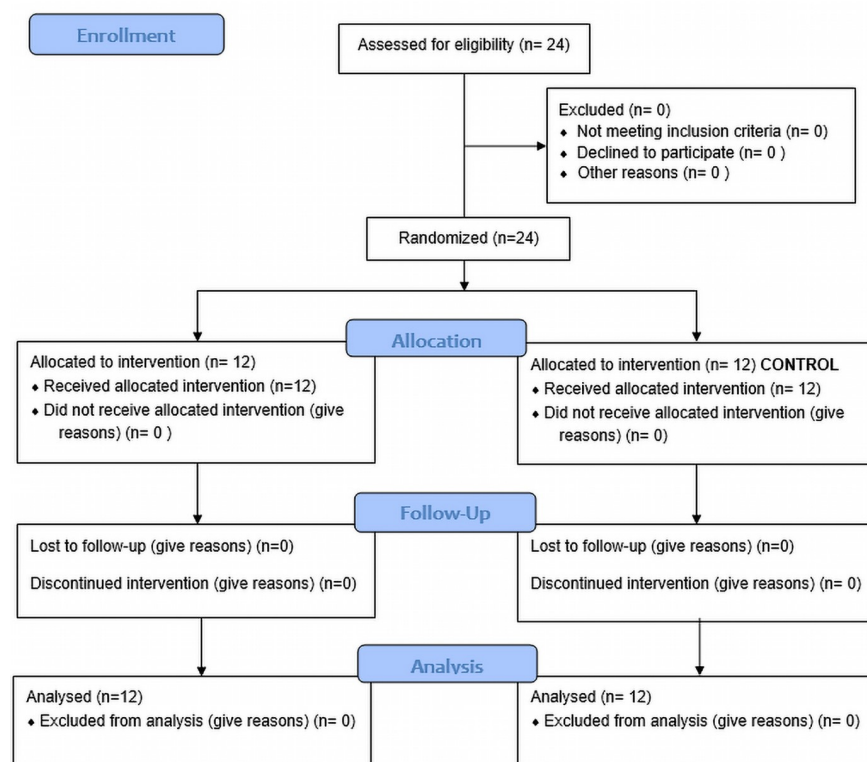 Enrollment
Assessed for eligibility (n= 24)
Excluded (n= 0)
♦ Not meeting inclusion criteria (n= 0)
♦ Declined to participate (n= 0 )
♦ Other reasons (n= 0 )
Randomized (n=24)
Allocation
Allocated to intervention (n= 12)
♦ Received allocated intervention (n=12)
♦ Did not receive allocated intervention (give
reasons) (n= 0 )
Allocated to intervention (n= 12) CONTROL
♦ Received allocated intervention (n= 12)
♦ Did not receive allocated intervention (give
reasons) (n= 0)
Follow-Up
Lost to follow-up (give reasons) (n=0)
Discontinued intervention (give reasons) (n=0)
Lost to follow-up (give reasons) (n=0)
Discontinued intervention (give reasons) (n= 0)
Analysis
Analysed (n=12)
♦ Excluded from analysis (give reasons) (n= 0)
Analysed (n= 12)
♦ Excluded from analysis (give reasons) (n= 0)